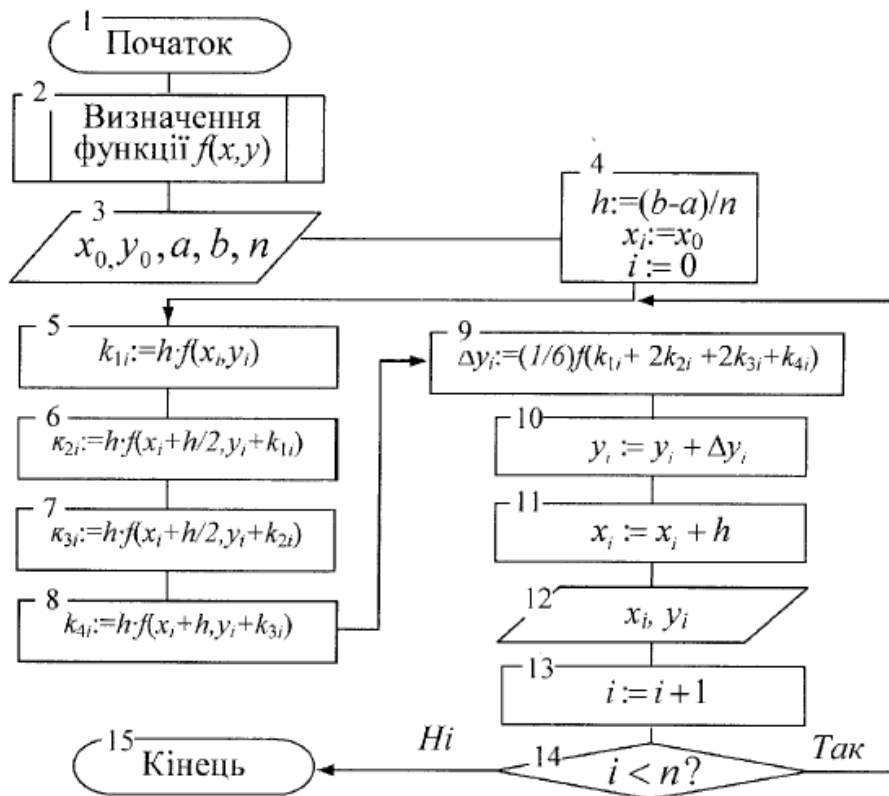 1
Початок
2
Визначення
функції f(x,y)
3
x₀, y₀, a, b, n
4
h:=(b-a)/n
xᵢ:=x₀
i := 0
5
k₁ᵢ:=h·f(xᵢ,yᵢ)
6
к₂ᵢ:=h·f(xᵢ+h/2,yᵢ+k₁ᵢ)
7
к₃ᵢ:=h·f(xᵢ+h/2,yᵢ+k₂ᵢ)
8
k₄ᵢ:=h·f(xᵢ+h,yᵢ+k₃ᵢ)
9
Δyᵢ:=(1/6)f(k₁ᵢ+ 2k₂ᵢ +2k₃ᵢ+k₄ᵢ)
10
yᵢ := yᵢ + Δyᵢ
11
xᵢ := xᵢ + h
12
xᵢ, yᵢ
13
i := i + 1
14
i < n?
Так
Ні
15
Кінець